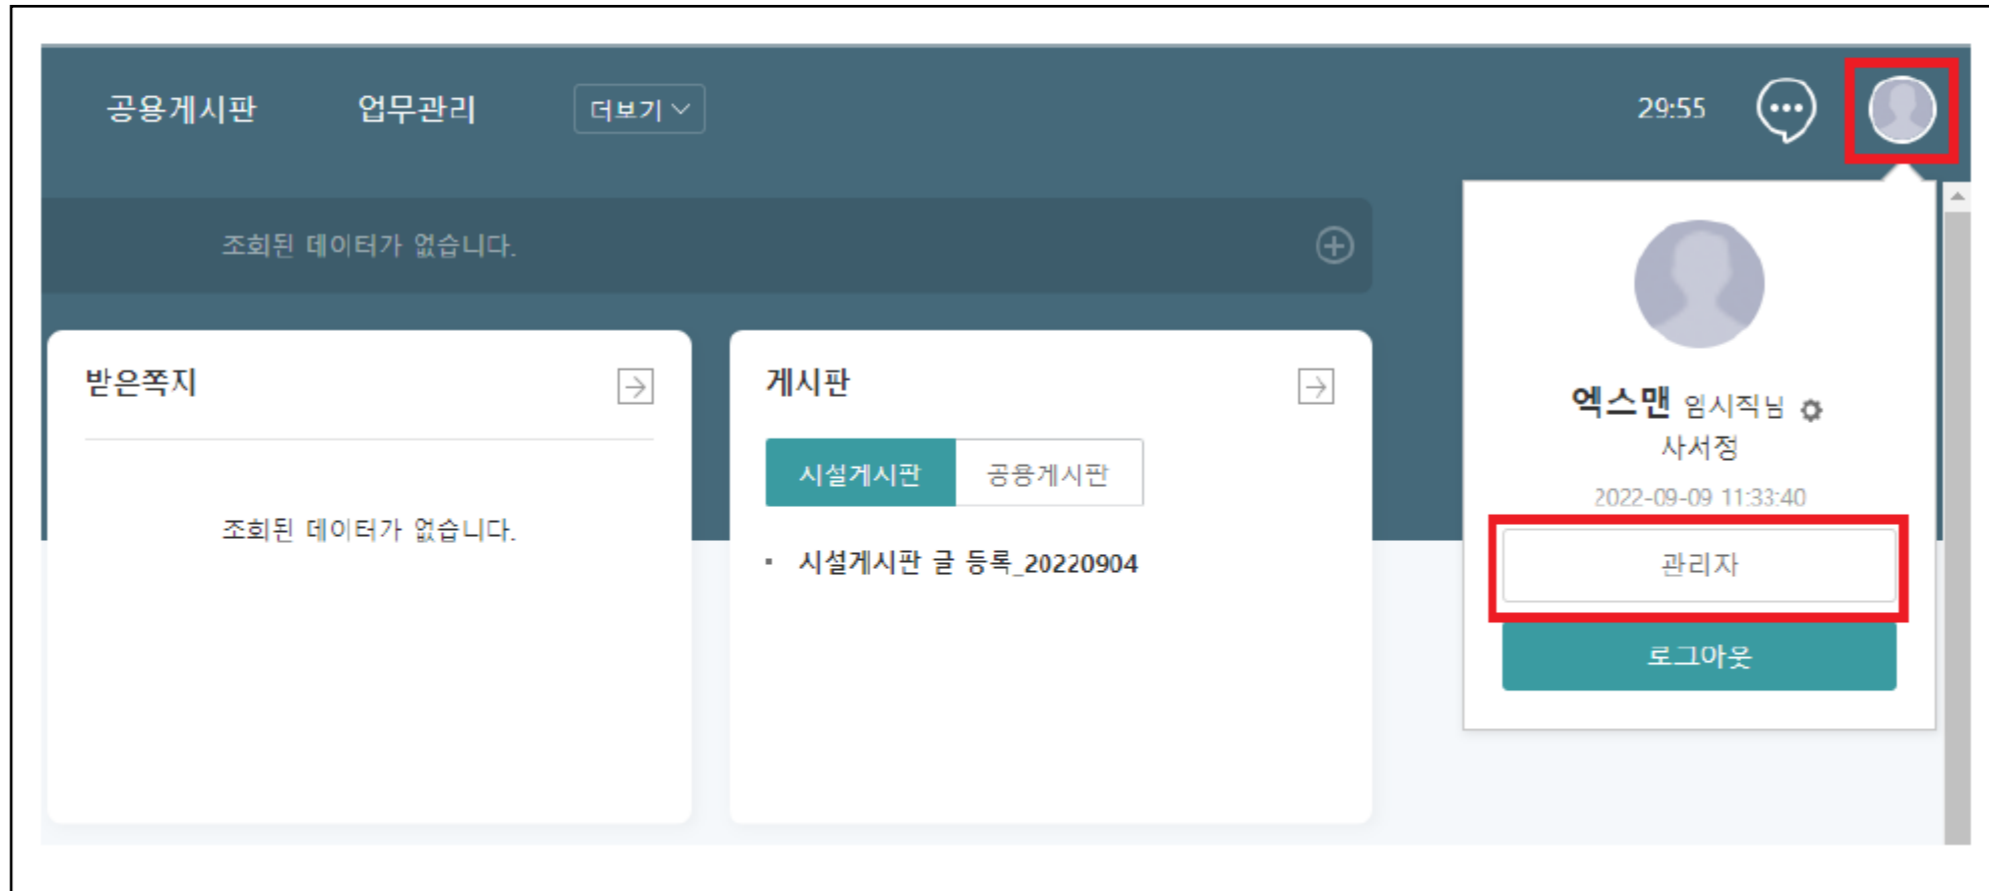 공용게시판 업무관리 더보기 29:55
조회된 데이터가 없습니다.
받은쪽지
조회된 데이터가 없습니다.
게시판
시설게시판 공용게시판
시설게시판 글 등록_20220904
엑스맨 임시직님
사서정
2022-09-09 11:33:40
관리자
로그아웃